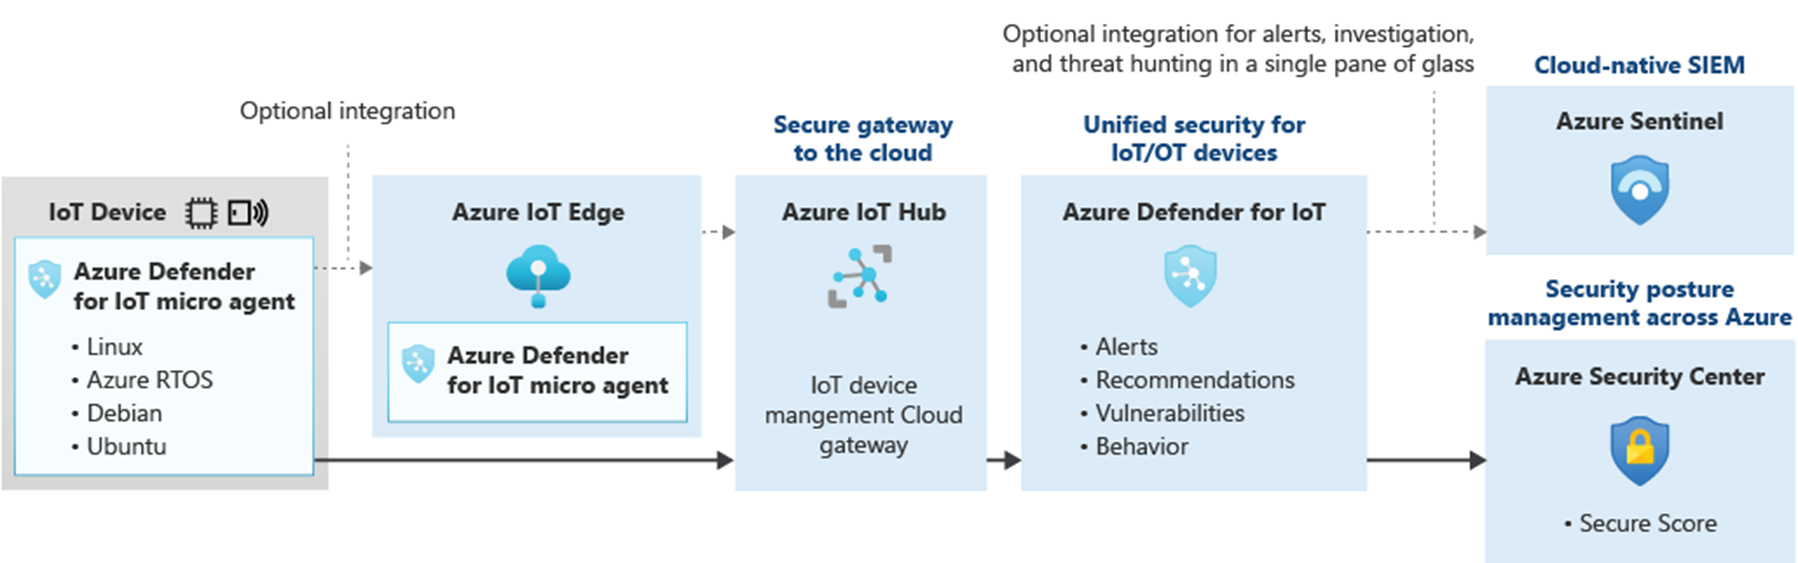 Optional integration for alerts, investigation,
and threat hunting in a single pane of glass
Cloud-native SIEM
Azure Sentinel
Optional integration
Secure gateway
to the cloud
Unified security for
IoT/OT devices
IoT Device
Azure Defender
for IoT micro agent
• Linux
• Azure RTOS
• Debian
• Ubuntu
Azure IoT Edge
Azure Defender
for IoT micro agent
Azure IoT Hub
IoT device
mangement Cloud
gateway
Azure Defender for IoT
• Alerts
• Recommendations
• Vulnerabilities
• Behavior
Security posture
management across Azure
Azure Security Center
• Secure Score